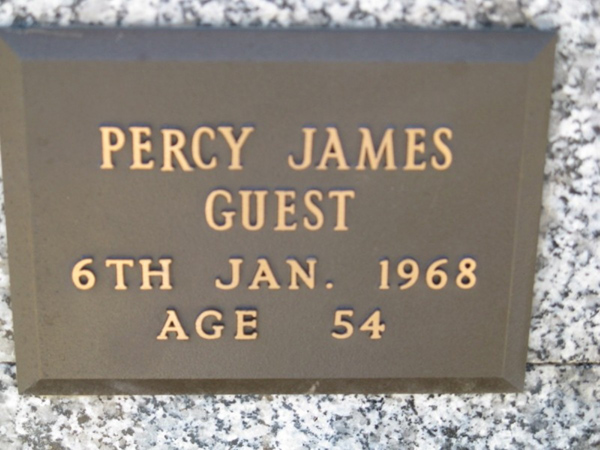 PERCY JAMES
GUEST
6TH JAN. 1968
AGE 54